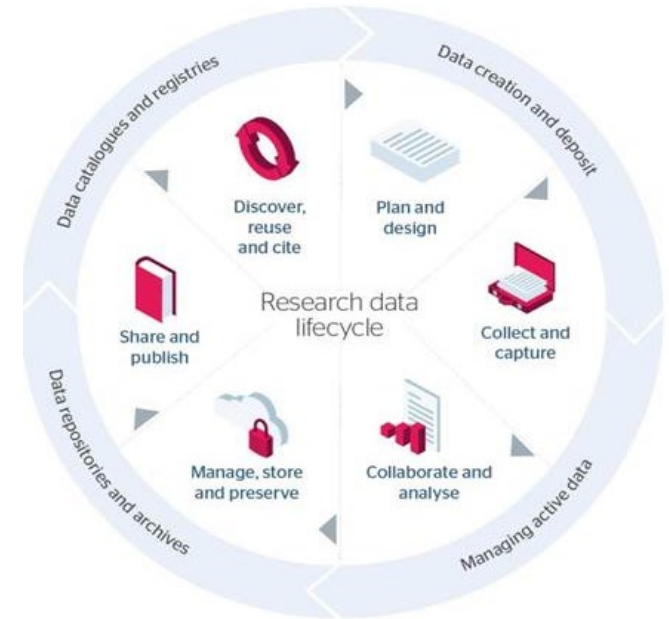 Data creation and deposit
Managing active data
Data repositories and archives
Data catalogues and registries
Plan and
design
Collect and
capture
Collaborate and
analyse
Manage, store
and preserve
Share and
publish
Discover,
reuse
and cite
Research data
lifecycle